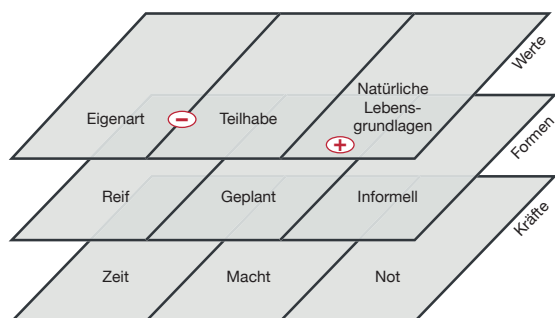 Werte
Natürliche
Lebens-
grundlagen
Eigenart
−
Teilhabe
+
Formen
Reif
Geplant
Informell
Kräfte
Zeit
Macht
Not